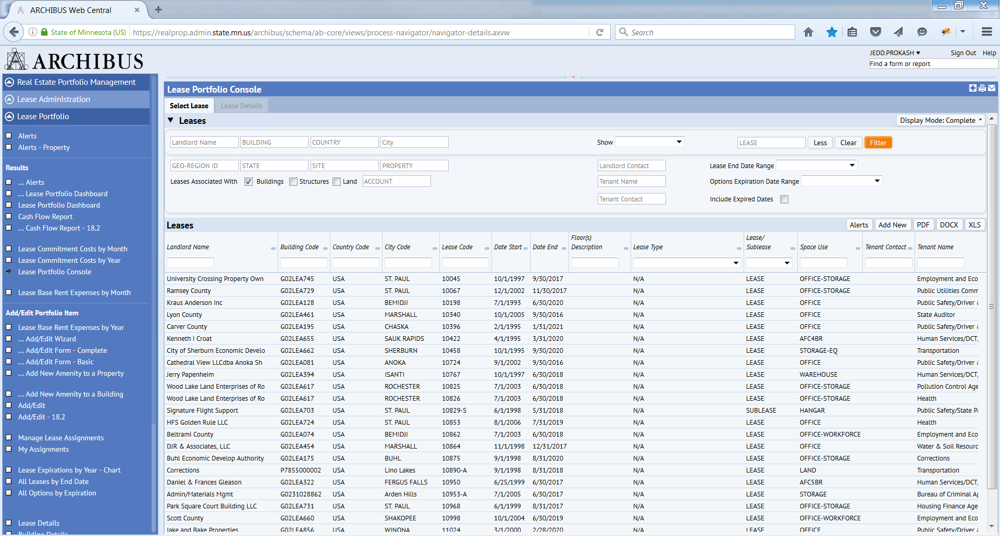 ARCHIBUS Web Central
State of Minnesota (US) https://realprop.admin.state.mn.us/archibus/schema/ab-core/views/process-navigator/navigator-details.axvw Search
ARCHIBUS
JEDD.PROKASH Sign Out Help
Find a form or report
Real Estate Portfolio Management
Lease Administration
Lease Portfolio
Alerts
Alerts - Property
Results
... Alerts
... Lease Portfolio Dashboard
Lease Portfolio Dashboard
Cash Flow Report
... Cash Flow Report - 18.2
Lease Commitment Costs by Month
Lease Commitment Costs by Year
Lease Portfolio Console
Lease Base Rent Expenses by Month
Add/Edit Portfolio Item
Lease Base Rent Expenses by Year
... Add/Edit Wizard
... Add/Edit Form - Complete
... Add/Edit Form - Basic
... Add New Amenity to a Property
... Add New Amenity to a Building
Add/Edit
Add/Edit - 18.2
Manage Lease Assignments
My Assignments
Lease Expirations by Year - Chart
All Leases by End Date
All Options by Expiration
Lease Details
Building Details
Lease Portfolio Console
Select Lease Lease Details
Leases Display Mode: Complete
Landlord Name BUILDING COUNTRY City Show LEASE Less Clear Filter
GEO-REGION ID STATE SITE PROPERTY Landlord Contact Lease End Date Range
Leases Associated With Buildings Structures Land ACCOUNT Tenant Name Options Expiration Date Range
Tenant Contact Include Expired Dates
Leases Alerts Add New PDF DOCX XLS
Landlord Name Building Code Country Code City Code Lease Code Date Start Date End Floor(s) Description Lease Type Lease/ Sublease Space Use Tenant Contact Tenant Name
University Crossing Property Own G02LEA745 USA ST. PAUL 10045 10/1/1997 9/30/2017 N/A LEASE OFFICE-STORAGE Employment and Eco
Ramsey County G02LEA729 USA ST. PAUL 10067 12/1/2002 11/30/2017 N/A LEASE OFFICE-STORAGE Public Utilities Comm
Kraus Anderson Inc G02LEA128 USA BEMIDJI 10198 7/1/1993 6/30/2020 N/A LEASE OFFICE Public Safety/Driver &
Lyon County G02LEA461 USA MARSHALL 10340 10/1/2005 9/30/2016 N/A LEASE OFFICE State Auditor
Carver County G02LEA195 USA CHASKA 10396 2/1/1995 1/31/2021 N/A LEASE OFFICE Public Safety/Driver &
Kenneth I Croat G02LEA655 USA SAUK RAPIDS 10422 4/1/1995 3/31/2020 N/A LEASE AFC4BR Human Services/DCT,
City of Sherburn Economic Develo G02LEA662 USA SHERBURN 10458 10/1/1995 9/30/2020 N/A LEASE STORAGE-EQ Transportation
Cathedral View LLCdba Anoka Sh G02LEA081 USA ANOKA 10724 9/1/2002 9/30/2016 N/A LEASE OFFICE Public Safety/Driver &
Jerry Papenheim G02LEA394 USA ISANTI 10767 10/1/1997 6/30/2018 N/A LEASE WAREHOUSE Human Services/DCT,
Wood Lake Land Enterprises of Ro G02LEA617 USA ROCHESTER 10825 7/1/2003 6/30/2018 N/A LEASE OFFICE-STORAGE Pollution Control Age
Wood Lake Land Enterprises of Ro G02LEA617 USA ROCHESTER 10826 7/1/2003 6/30/2018 N/A LEASE OFFICE-STORAGE Health
Signature Flight Support G02LEA703 USA ST. PAUL 10829-S 6/1/1998 5/31/2018 N/A SUBLEASE HANGAR Public Safety/State Pa
HFS Golden Rule LLC G02LEA724 USA ST. PAUL 10853 8/1/2006 7/31/2019 N/A LEASE OFFICE Health
Beltrami County G02LEA074 USA BEMIDJI 10862 7/1/2003 6/30/2018 N/A LEASE OFFICE-WORKFORCE Employment and Eco
DJR & Associates, LLC G02LEA454 USA MARSHALL 10864 11/1/1998 12/31/2017 N/A LEASE OFFICE Water & Soil Resourc
Buhl Economic Develop Authority G02LEA175 USA BUHL 10875 9/1/1998 8/31/2020 N/A LEASE OFFICE-STORAGE Corrections
Corrections P7855000002 USA Lino Lakes 10890-A 9/1/1998 8/31/2018 N/A LEASE LAND Transportation
Daniel & Frances Gleason G02LEA322 USA FERGUS FALLS 10950 6/25/1999 6/30/2017 N/A LEASE AFC5BR Human Services/DCT,
Admin/Materials Mgmt G0231028862 USA Arden Hills 10953-A 7/1/2005 6/30/2017 N/A LEASE STORAGE Bureau of Criminal Ap
Park Square Court Building LLC G02LEA731 USA ST. PAUL 10968 6/1/1999 8/31/2017 N/A LEASE OFFICE-STORAGE Housing Finance Age
Scott County G02LEA660 USA SHAKOPEE 10998 10/1/2004 6/30/2019 N/A LEASE OFFICE-WORKFORCE Employment and Eco
Jake and Bake Properties G02LEA856 USA WINONA 11024 3/1/2000 2/28/2020 N/A LEASE OFFICE Public Safety/Driver &